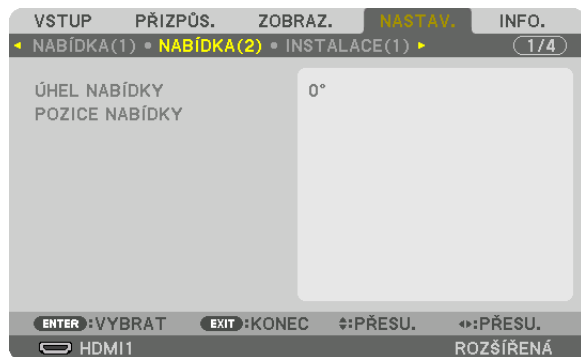 VSTUP PŘIZPŮS. ZOBRAZ. NASTAV. INFO.
◄ NABÍDKA(1) • NABÍDKA(2) • INSTALACE(1) ► 1/4
ÚHEL NABÍDKY 0°
POZICE NABÍDKY
ENTER :VYBRAT EXIT :KONEC :PŘESU. :PŘESU.
HDMI1 ROZŠÍŘENÁ